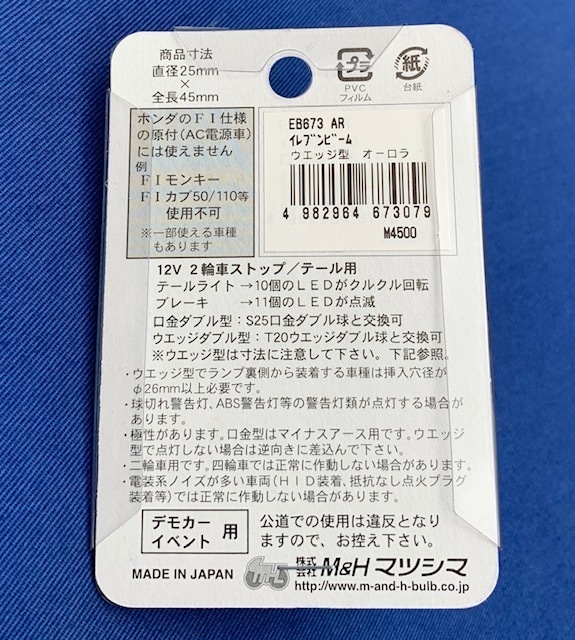 商品寸法
直径25mm
×
全長45mm
プラ
PVC
フィルム
紙
台紙
ホンダのＦＩ仕様
の原付(AC電源車)
には使えません
例
ＦＩモンキー
ＦＩカブ50/110等
使用不可
※一部使える車種
もあります
EB673 AR
ｲﾚﾌﾞﾝﾋﾞｰﾑ
ウエッジ型 オーロラ
4 982964 673079
M4500
12V ２輪車ストップ／テール用
テールライト →10個のＬＥＤがクルクル回転
ブレーキ →11個のＬＥＤが点滅
口金ダブル型：S25口金ダブル球と交換可
ウエッジダブル型：T20ウエッジダブル球と交換可
※ウエッジ型は寸法に注意して下さい。下記参照。
・ウエッジ型でランプ裏側から装着する車種は挿入穴径が
φ26mm以上必要です。
・球切れ警告灯、ABS警告灯等の警告灯類が点灯する場合が
あります。
・極性があります。口金型はマイナスアース用です。ウエッジ
型で点灯しない場合は逆向きに差込んで下さい。
・二輪車用です。四輪車では正常に作動しない場合があります。
・電装系ノイズが多い車両(ＨＩＤ装着、抵抗なし点火プラグ
装着等)では正常に作動しない場合があります。
デモカー
イベント 用
公道での使用は違反となり
ますので、お控え下さい。
MADE IN JAPAN
株式
会社 M&H マツシマ
http://www.m-and-h-bulb.co.jp